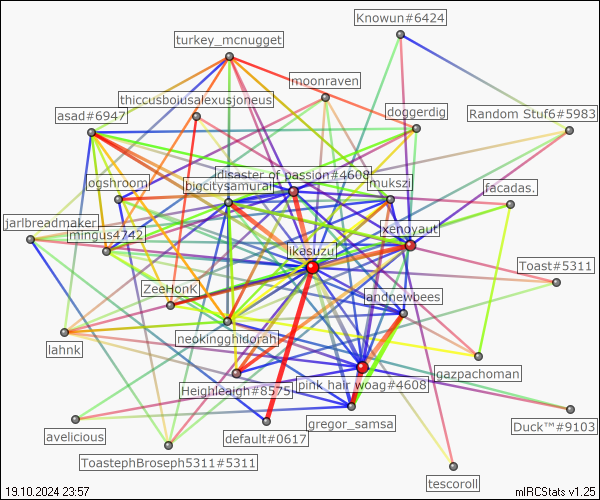 Knowun#6424
turkey_mcnugget
moonraven
thiccusboiusalexusjoneus
doggerdig
Random Stuf6#5983
asad#6947
disaster of passion#4608
ogshroom
bigcitysamurai
mukszi
facadas.
jarlbreadmaker
mingus4742
xenoyaut
ikasuzu
Toast#5311
ZeeHonK
andnewbees
neokingghidorah
lahnk
gazpachoman
Heighleaigh#8575
pink hair woag#4608
gregor_samsa
Duck™#9103
avelicious
default#0617
ToastephBroseph5311#5311
tescoroll
19.10.2024 23:57
mIRCStats v1.25